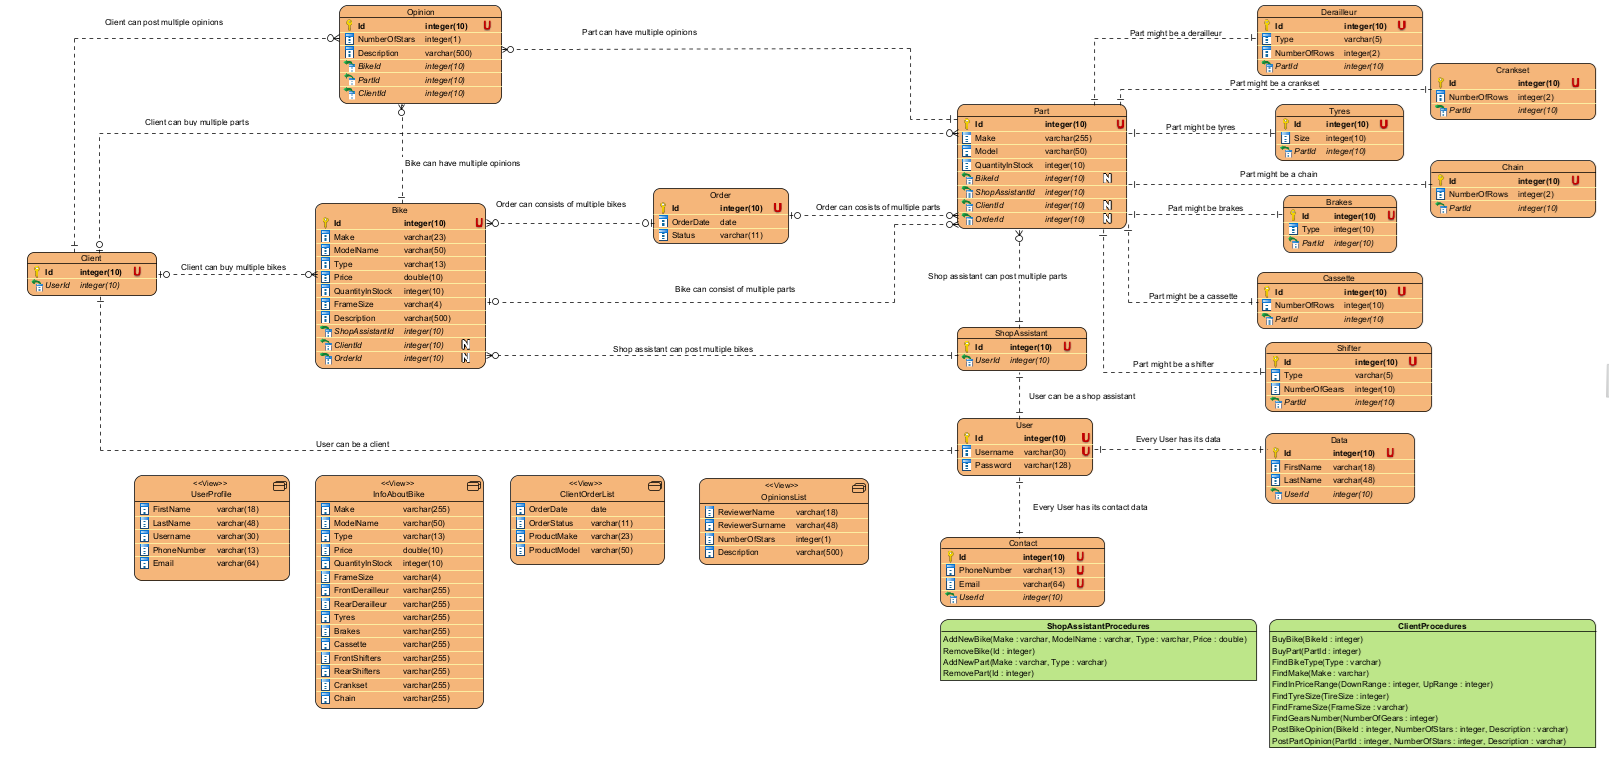 Client can post multiple opinions
Opinion
Id integer(10) U
NumberOfStars integer(1)
Description varchar(500)
BikeId integer(10)
PartId integer(10)
ClientId integer(10)
Part can have multiple opinions
Part might be a derailleur
Derailleur
Id integer(10) U
Type varchar(5)
NumberOfRows integer(2)
PartId integer(10)
Part might be a crankset
Crankset
Id integer(10) U
NumberOfRows integer(2)
PartId integer(10)
Client can buy multiple parts
Part
Id integer(10) U
Make varchar(255)
Model varchar(50)
QuantityInStock integer(10)
BikeId integer(10) N
ShopAssistantId integer(10)
ClientId integer(10) N
OrderId integer(10) N
Part might be tyres
Tyres
Id integer(10) U
Size integer(10)
PartId integer(10)
Bike can have multiple opinions
Part might be a chain
Chain
Id integer(10) U
NumberOfRows integer(2)
PartId integer(10)
Bike
Id integer(10) U
Make varchar(23)
ModelName varchar(50)
Type varchar(13)
Price double(10)
QuantityInStock integer(10)
FrameSize varchar(4)
Description varchar(500)
ShopAssistantId integer(10)
ClientId integer(10) N
OrderId integer(10) N
Order can consists of multiple bikes
Order
Id integer(10) U
OrderDate date
Status varchar(11)
Order can cosists of multiple parts
Part might be brakes
Brakes
Id integer(10) U
Type integer(10)
PartId integer(10)
Client
Id integer(10) U
UserId integer(10)
Client can buy multiple bikes
Shop assistant can post multiple parts
Bike can consist of multiple parts
Part might be a cassette
Cassette
Id integer(10) U
NumberOfRows integer(10)
PartId integer(10)
Shop assistant can post multiple bikes
ShopAssistant
Id integer(10) U
UserId integer(10)
Part might be a shifter
Shifter
Id integer(10) U
Type varchar(5)
NumberOfGears integer(10)
PartId integer(10)
User can be a shop assistant
User can be a client
User
Id integer(10) U
Username varchar(30) U
Password varchar(128)
Every User has its data
Data
Id integer(10) U
FirstName varchar(18)
LastName varchar(48)
UserId integer(10)
<<View>>
UserProfile
FirstName varchar(18)
LastName varchar(48)
Username varchar(30)
PhoneNumber varchar(13)
Email varchar(64)
<<View>>
InfoAboutBike
Make varchar(255)
ModelName varchar(50)
Type varchar(13)
Price double(10)
QuantityInStock integer(10)
FrameSize varchar(4)
FrontDerailleur varchar(255)
RearDerailleur varchar(255)
Tyres varchar(255)
Brakes varchar(255)
Cassette varchar(255)
FrontShifters varchar(255)
RearShifters varchar(255)
Crankset varchar(255)
Chain varchar(255)
<<View>>
ClientOrderList
OrderDate date
OrderStatus varchar(11)
ProductMake varchar(23)
ProductModel varchar(50)
<<View>>
OpinionsList
ReviewerName varchar(18)
ReviewerSurname varchar(48)
NumberOfStars integer(1)
Description varchar(500)
Every User has its contact data
Contact
Id integer(10) U
PhoneNumber varchar(13) U
Email varchar(64) U
UserId integer(10)
ShopAssistantProcedures
AddNewBike(Make : varchar, ModelName : varchar, Type : varchar, Price : double)
RemoveBike(Id : integer)
AddNewPart(Make : varchar, Type : varchar)
RemovePart(Id : integer)
ClientProcedures
BuyBike(BikeId : integer)
BuyPart(PartId : integer)
FindBikeType(Type : varchar)
FindMake(Make : varchar)
FindInPriceRange(DownRange : integer, UpRange : integer)
FindTyreSize(TireSize : integer)
FindFrameSize(FrameSize : varchar)
FindGearsNumber(NumberOfGears : integer)
PostBikeOpinion(BikeId : integer, NumberOfStars : integer, Description : varchar)
PostPartOpinion(PartId : integer, NumberOfStars : integer, Description : varchar)